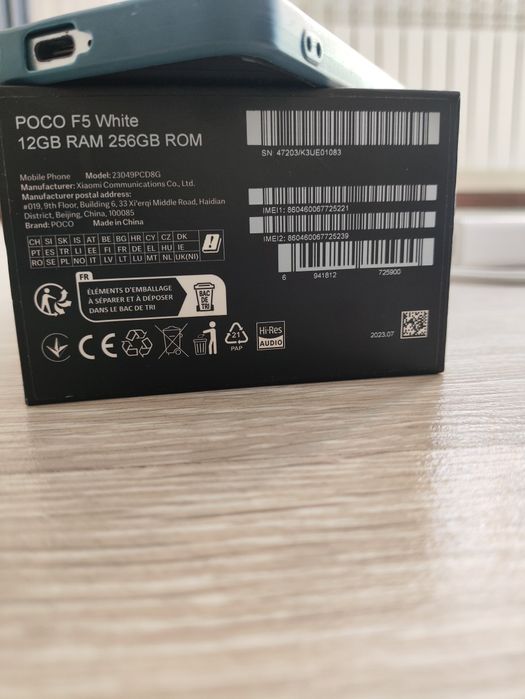 POCO F5 White
12GB RAM 256GB ROM
Mobile Phone Model: 23049PCD8G
Manufacturer: Xiaomi Communications Co., Ltd.
Manufacturer postal address:
#019, 9th Floor, Building 6, 33 Xi'erqi Middle Road, Haidian
District, Beijing, China, 100085
Brand: POCO Made in China
CH SI SK IS AT BE BG HR CY CZ DK
PT ES TR LI EE FI FR DE EL HU IE
RO SE PL NO IT LV LT LU MT NL UK(NI)
FR
ÉLÉMENTS D'EMBALLAGE
À SÉPARER ET À DÉPOSER
DANS LE BAC DE TRI
BAC
DE
TRI
CE
21
PAP
Hi-Res
AUDIO
SN: 47203/K3UE01083
IMEI1: 860460067725221
IMEI2: 860460067725239
6 941812 725900
2023.07